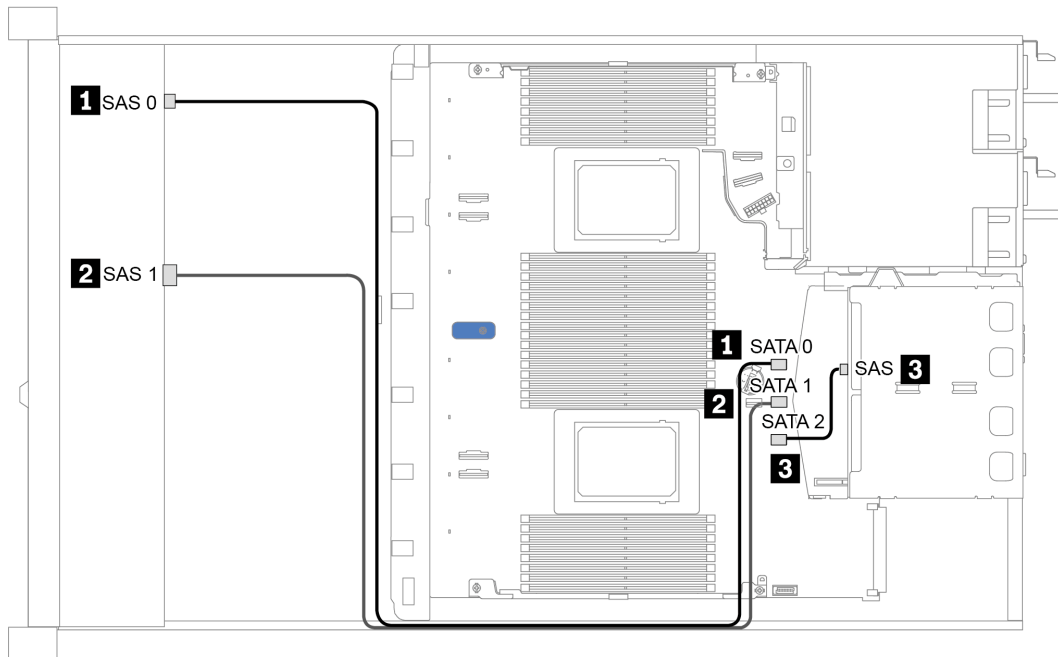 1 SAS 0
2 SAS 1
1 SATA 0
SAS 3
2 SATA 1
SATA 2
3